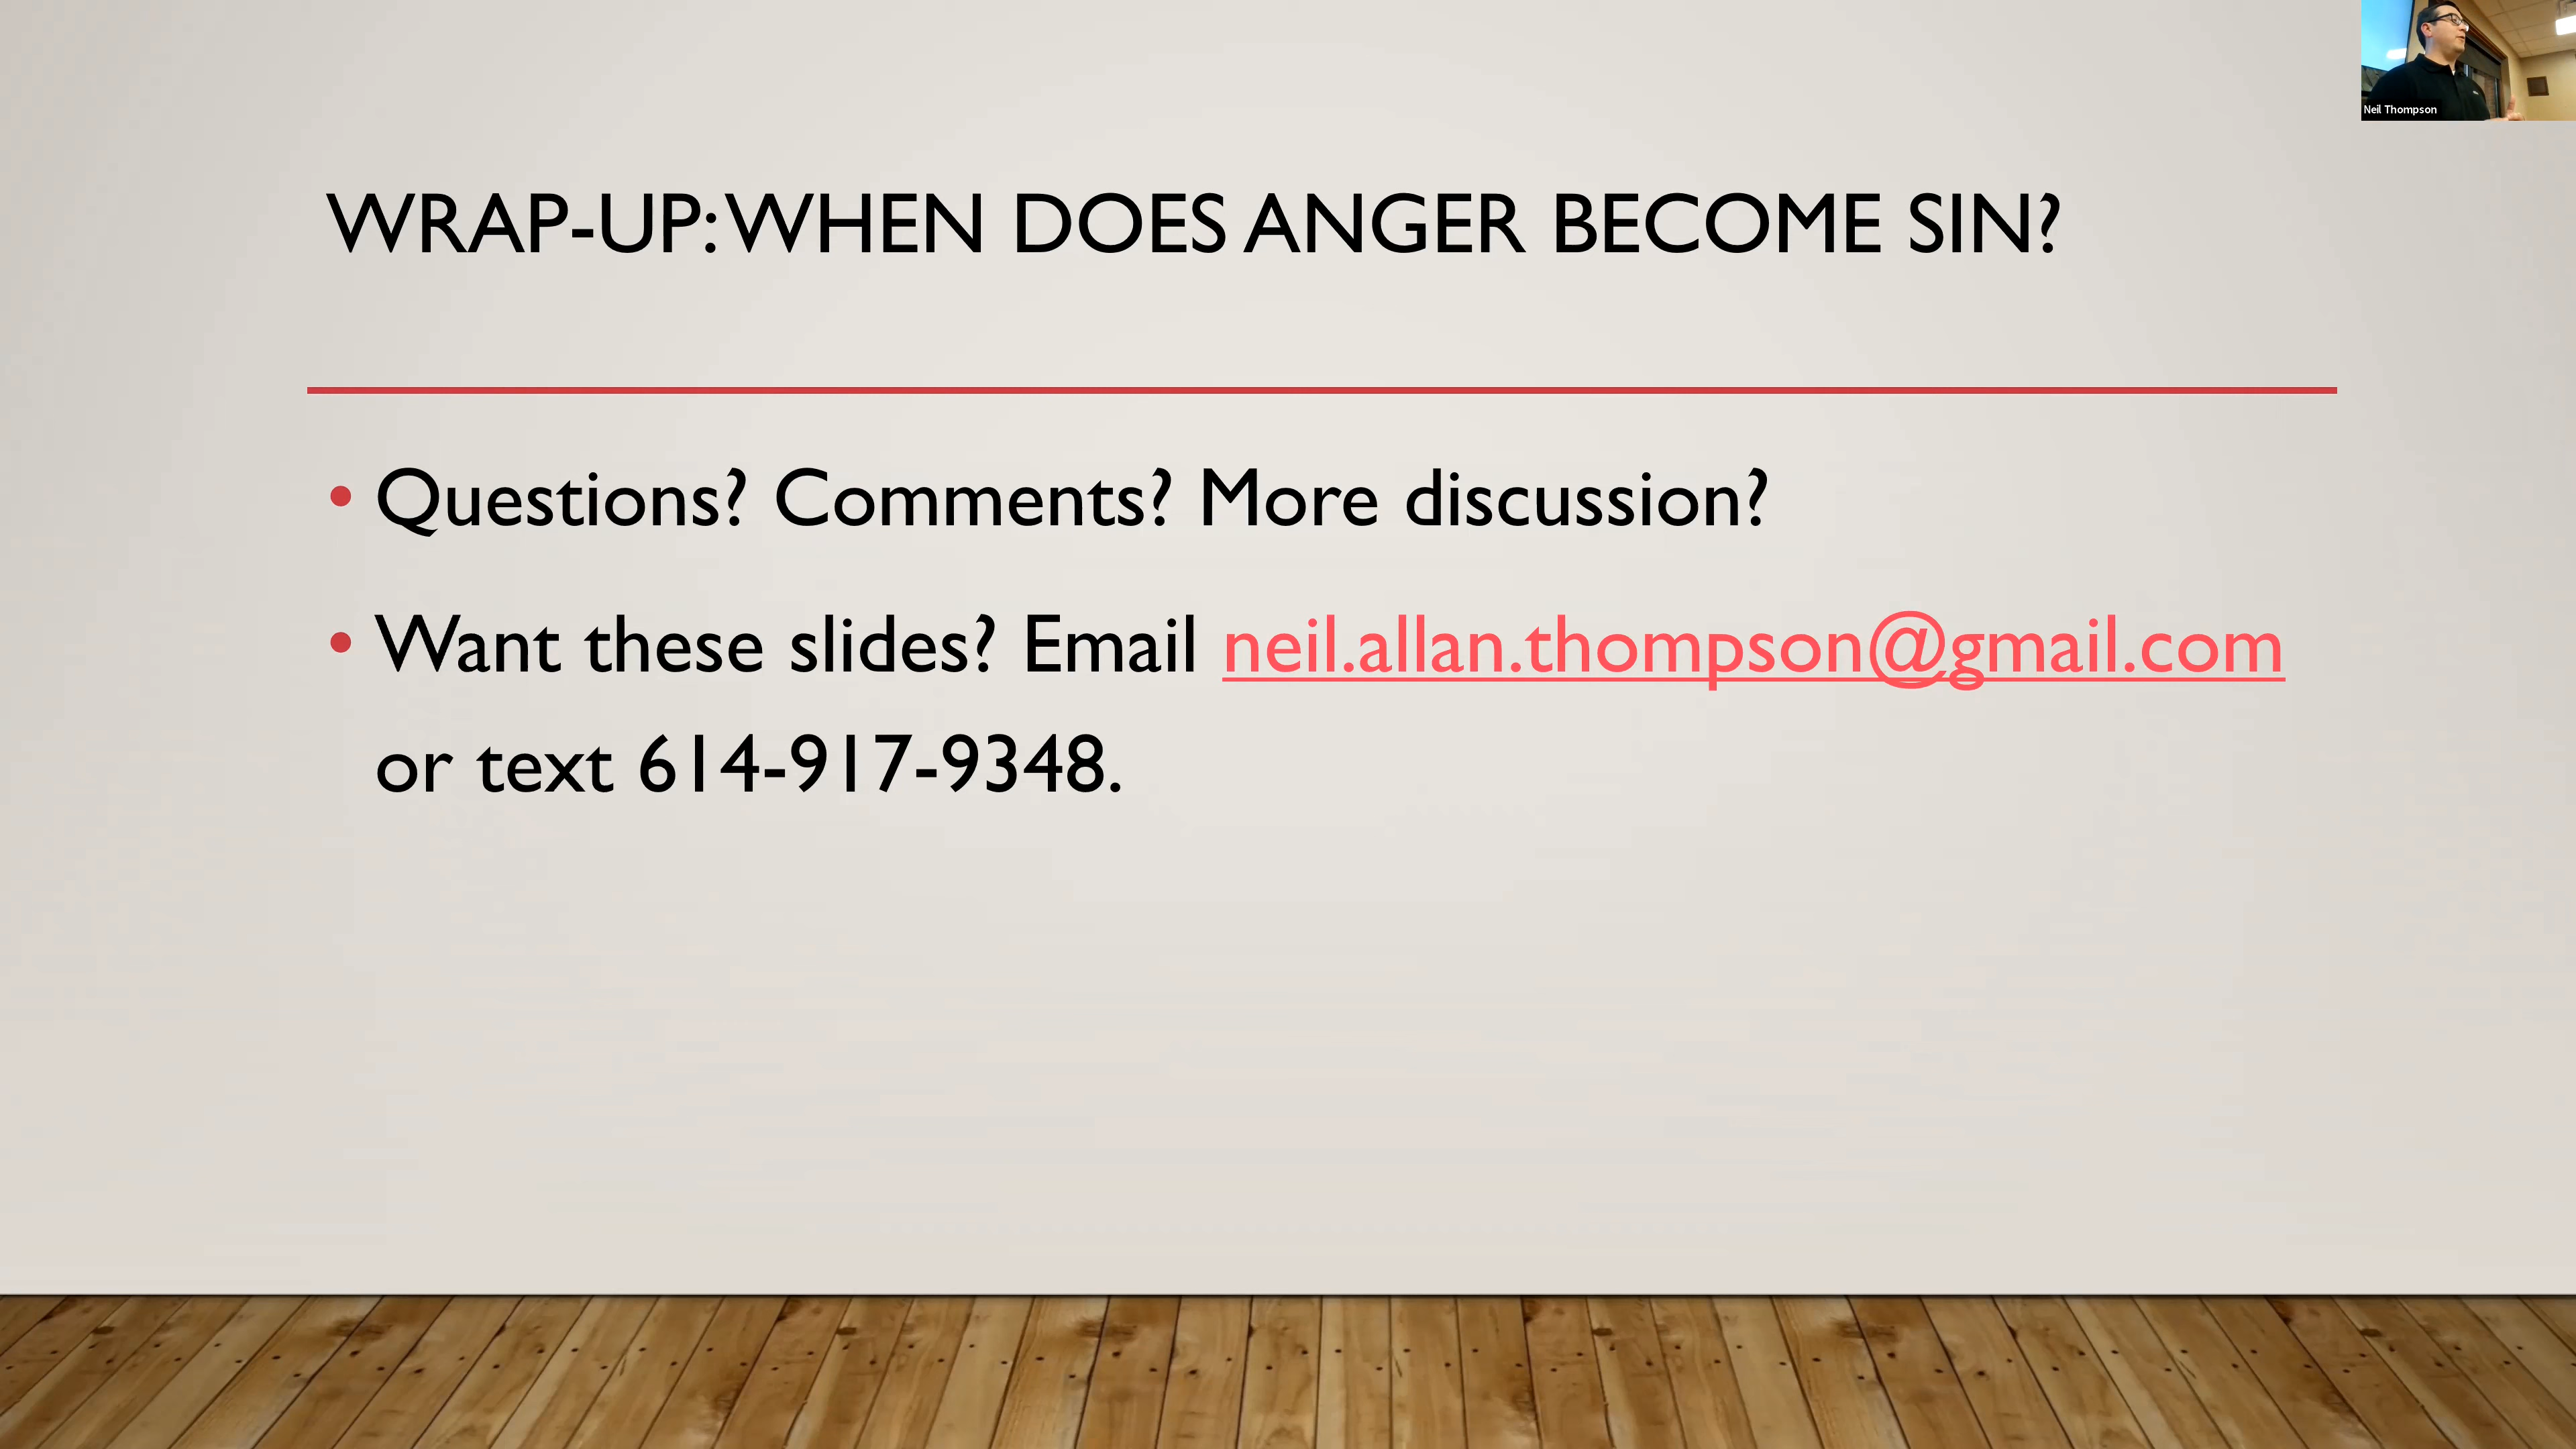 Neil Thompson
WRAP-UP: WHEN DOES ANGER BECOME SIN?
• Questions? Comments? More discussion?
• Want these slides? Email neil.allan.thompson@gmail.com
or text 614-917-9348.